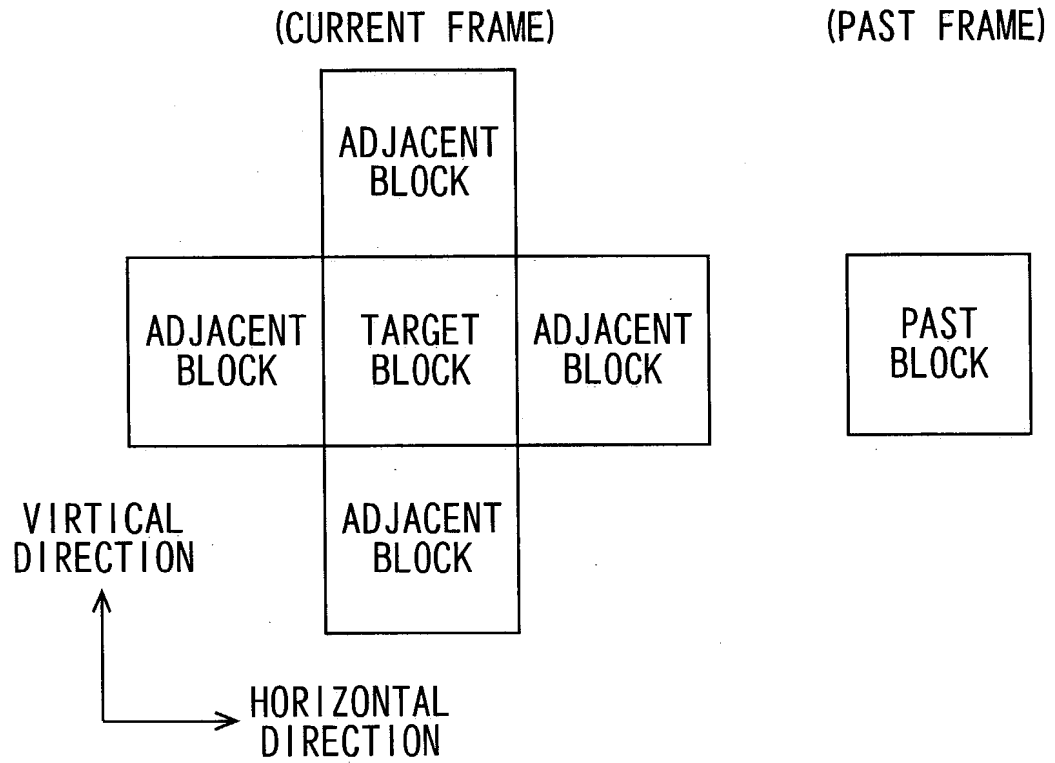 (CURRENT FRAME)
(PAST FRAME)
ADJACENT
BLOCK
ADJACENT
BLOCK
TARGET
BLOCK
ADJACENT
BLOCK
PAST
BLOCK
ADJACENT
BLOCK
VIRTICAL
DIRECTION
HORIZONTAL
DIRECTION